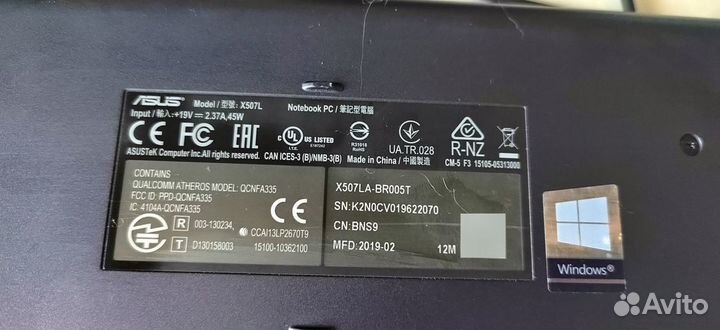 ASUS Model / 型號: X507L Notebook PC / 筆記型電腦
Input / 輸入: +19V 2.37A,45W
CE FC EAC UL US LISTED I.T.E. R31018 RoHS UA.TR.028 R-NZ
ASUSTeK Computer Inc.All rights reserved. CAN ICES-3 (B)/NMB-3(B) Made in China / 中國製造 CM-5 F3 15105-05313000
CONTAINS
QUALCOMM ATHEROS MODEL: QCNFA335
FCC ID: PPD-QCNFA335
IC: 4104A-QCNFA335
CE
R 003-130234,
CCAI13LP2670T9
T D130158003
15100-10362100
X507LA-BR005T
SN:K2N0CV019622070
CN:BNS9
MFD:2019-02 12M
Windows®
Avito